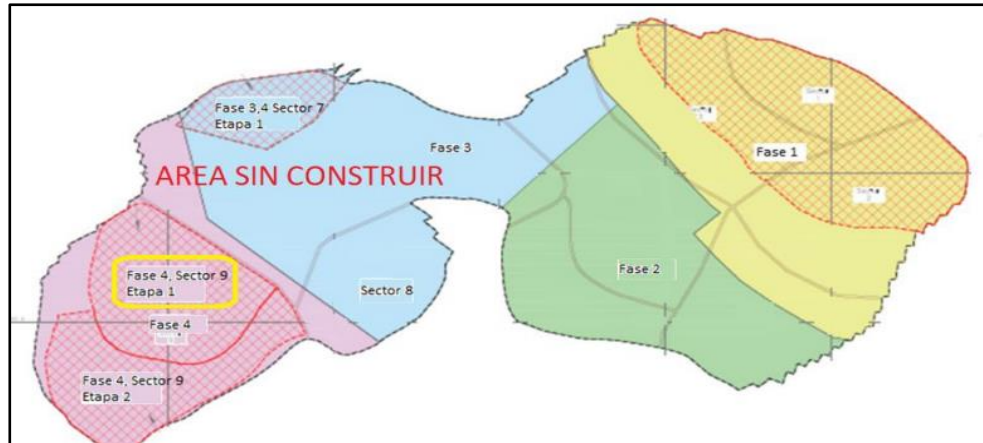 Fase 3,4 Sector 7
Etapa 1
Fase 3
Fase 1
AREA SIN CONSTRUIR
Fase 4, Sector 9
Etapa 1
Sector 8
Fase 2
Fase 4
Fase 4, Sector 9
Etapa 2